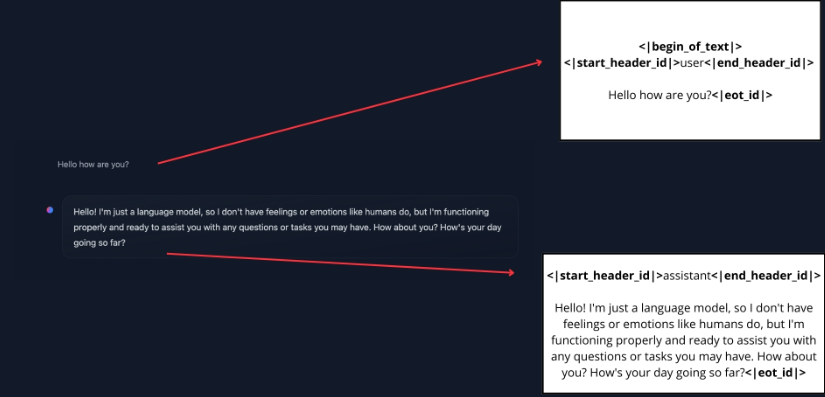 <|begin_of_text|>
<|start_header_id|>user<|end_header_id|>
Hello how are you?<|eot_id|>
Hello how are you?
Hello! I'm just a language model, so I don't have feelings or emotions like humans do, but I'm functioning
properly and ready to assist you with any questions or tasks you may have. How about you? How's your day
going so far?
<|start_header_id|>assistant<|end_header_id|>
Hello! I'm just a language model, so I don't have
feelings or emotions like humans do, but I'm
functioning properly and ready to assist you with
any questions or tasks you may have. How about
you? How's your day going so far?<|eot_id|>